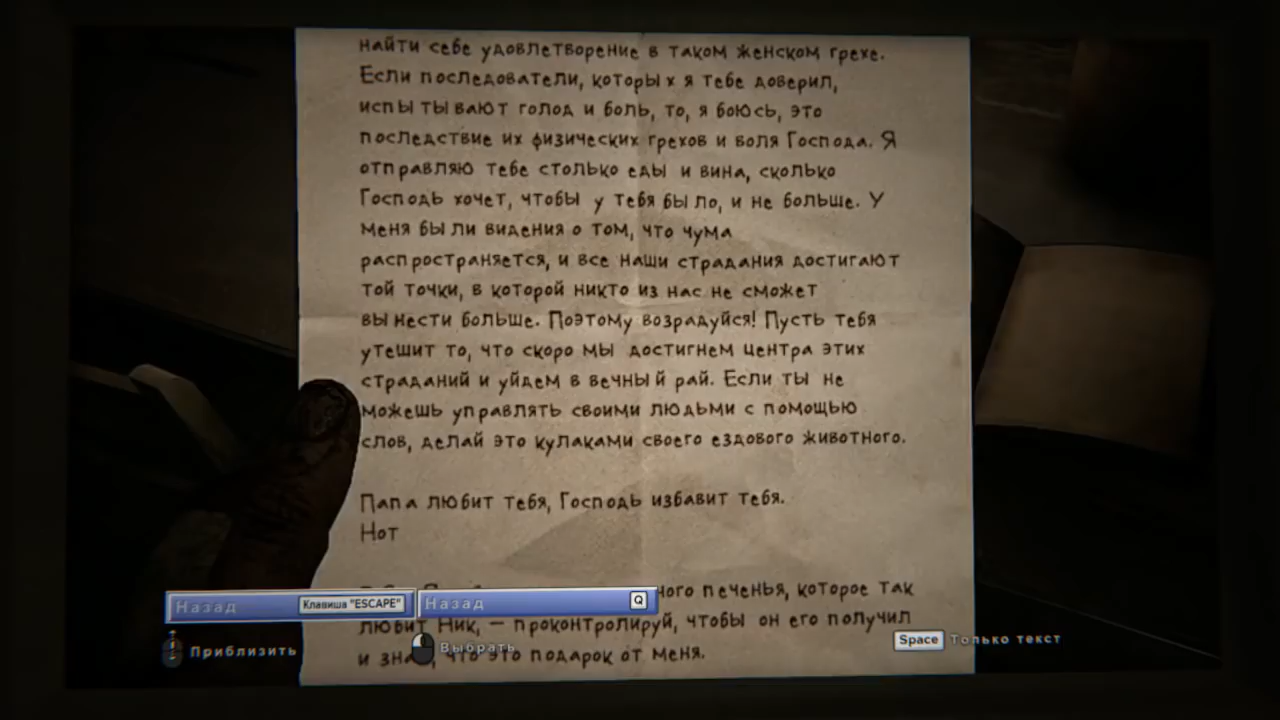 найти себе удовлетворение в таком женском грехе.
Если последователи, которых я тебе доверил,
испытывают голод и боль, то, я боюсь, это
последствие их физических грехов и воля Господа. Я
отправляю тебе столько еды и вина, сколько
Господь хочет, чтобы у тебя было, и не больше. У
меня были видения о том, что чума
распространяется, и все наши страдания достигают
той точки, в которой никто из нас не сможет
вынести больше. Поэтому возрадуйся! Пусть тебя
утешит то, что скоро мы достигнем центра этих
страданий и уйдем в вечный рай. Если ты не
можешь управлять своими людьми с помощью
слов, делай это кулаками своего ездового животного.
Папа любит тебя, Господь избавит тебя.
Нот
печенья, которое так
любит Ник, — проконтролируй, чтобы он его получил
и что это подарок от меня.
Назад Клавиша "ESCAPE" Назад Q
Приблизить Выбрать Space Только текст